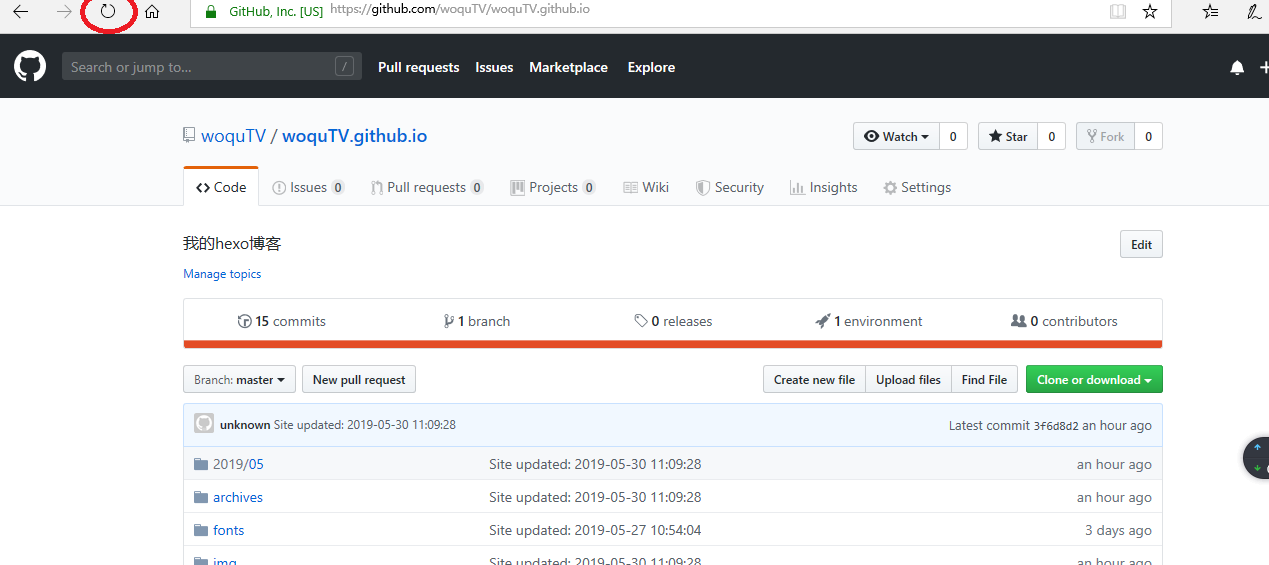 GitHub, Inc. [US] https://github.com/woquTV/woquTV.github.io
Search or jump to... / Pull requests Issues Marketplace Explore
woquTV / woquTV.github.io Watch 0 Star 0 Fork 0
Code Issues 0 Pull requests 0 Projects 0 Wiki Security Insights Settings
我的hexo博客 Edit
Manage topics
15 commits 1 branch 0 releases 1 environment 0 contributors
Branch: master New pull request Create new file Upload files Find File Clone or download
unknown Site updated: 2019-05-30 11:09:28 Latest commit 3f6d8d2 an hour ago
2019/05 Site updated: 2019-05-30 11:09:28 an hour ago
archives Site updated: 2019-05-30 11:09:28 an hour ago
fonts Site updated: 2019-05-27 10:54:04 3 days ago
img Site updated: 2019-05-30 11:09:28 an hour ago